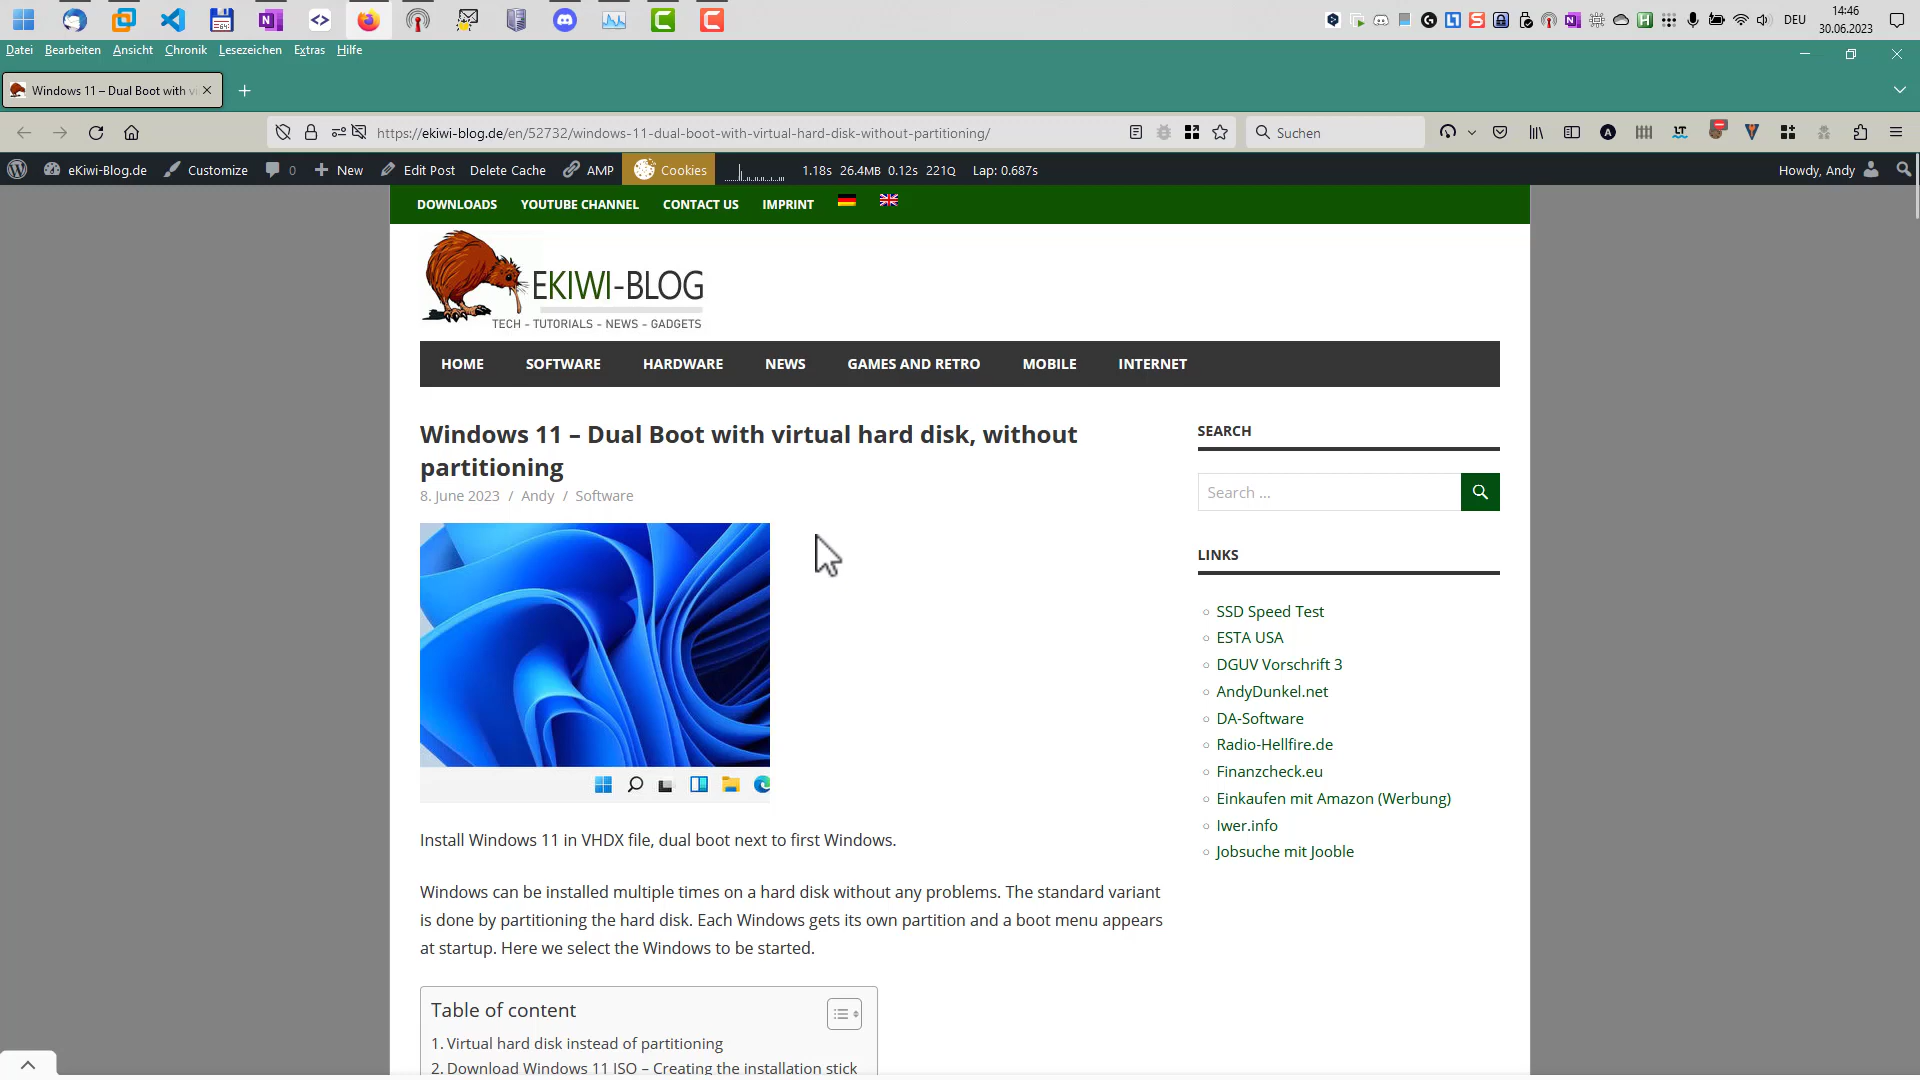 14:46
DEU
30.06.2023
Datei Bearbeiten Ansicht Chronik Lesezeichen Extras Hilfe
Windows 11 – Dual Boot with
https://ekiwi-blog.de/en/52732/windows-11-dual-boot-with-virtual-hard-disk-without-partitioning/
Suchen
eKiwi-Blog.de Customize 0 New Edit Post Delete Cache AMP Cookies 1.18s 26.4MB 0.12s 221Q Lap: 0.687s Howdy, Andy
DOWNLOADS YOUTUBE CHANNEL CONTACT US IMPRINT
EKIWI-BLOG
TECH - TUTORIALS - NEWS - GADGETS
HOME SOFTWARE HARDWARE NEWS GAMES AND RETRO MOBILE INTERNET
Windows 11 – Dual Boot with virtual hard disk, without
partitioning
8. June 2023 / Andy / Software
Install Windows 11 in VHDX file, dual boot next to first Windows.
Windows can be installed multiple times on a hard disk without any problems. The standard variant
is done by partitioning the hard disk. Each Windows gets its own partition and a boot menu appears
at startup. Here we select the Windows to be started.
Table of content
1. Virtual hard disk instead of partitioning
2. Download Windows 11 ISO – Creating the installation stick
SEARCH
Search ...
LINKS
SSD Speed Test
ESTA USA
DGUV Vorschrift 3
AndyDunkel.net
DA-Software
Radio-Hellfire.de
Finanzcheck.eu
Einkaufen mit Amazon (Werbung)
Iwer.info
Jobsuche mit Jooble